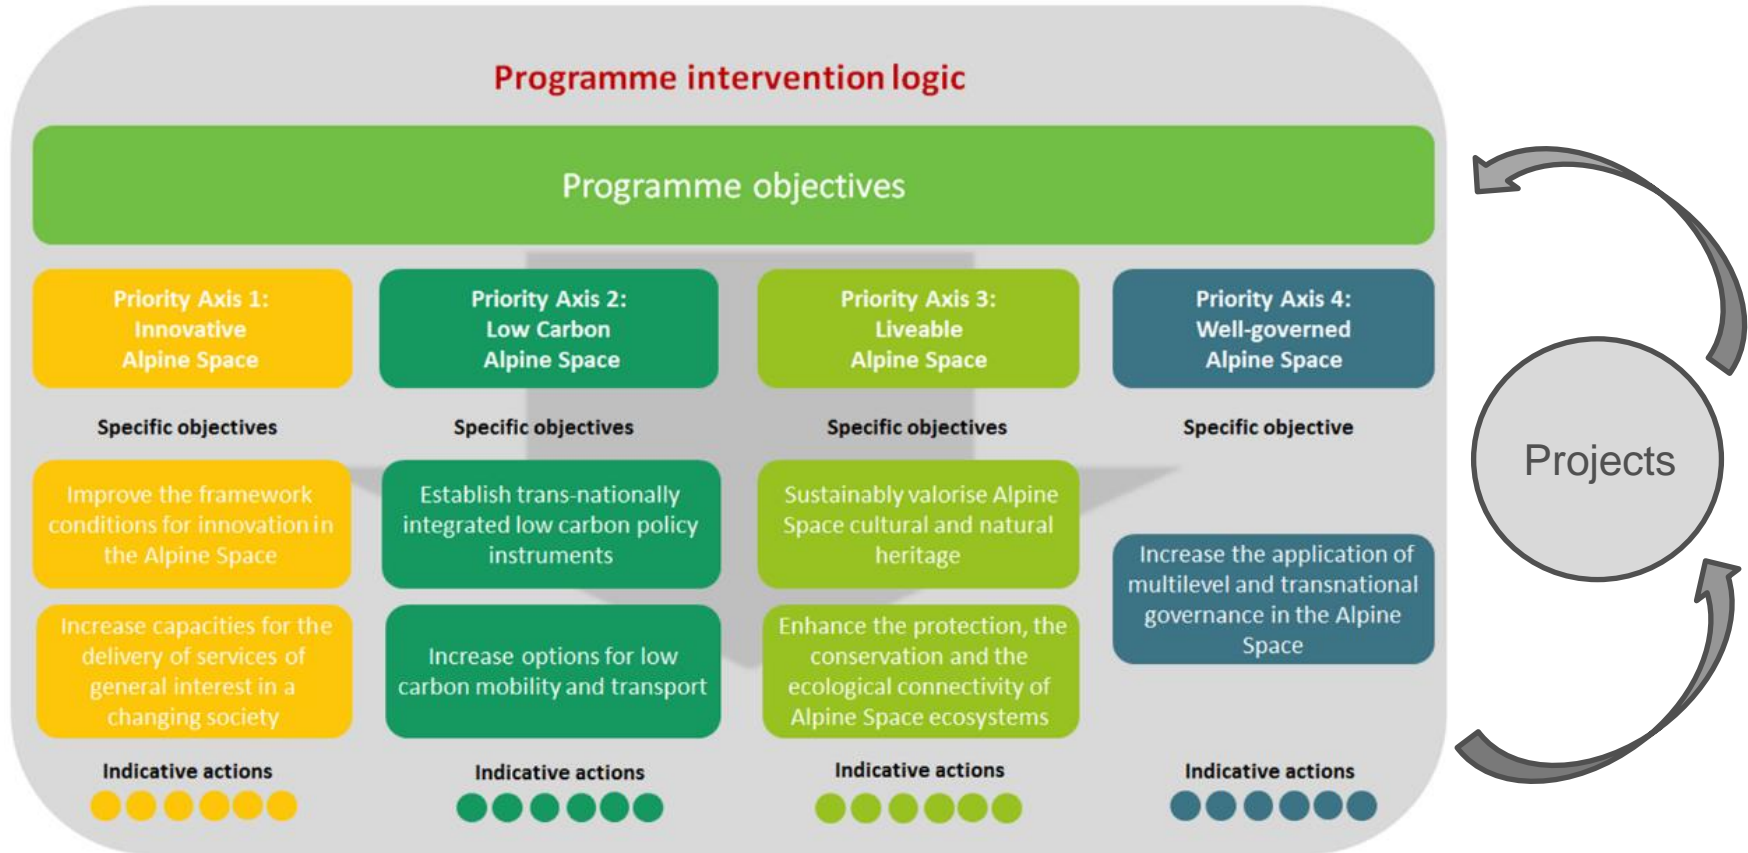 Programme intervention logic
Programme objectives
Priority Axis 1:
Innovative
Alpine Space
Priority Axis 2:
Low Carbon
Alpine Space
Priority Axis 3:
Liveable
Alpine Space
Priority Axis 4:
Well-governed
Alpine Space
Specific objectives
Specific objectives
Specific objectives
Specific objective
Improve the framework
conditions for innovation in
the Alpine Space
Establish trans-nationally
integrated low carbon policy
instruments
Sustainably valorise Alpine
Space cultural and natural
heritage
Increase the application of
multilevel and transnational
governance in the Alpine
Space
Increase capacities for the
delivery of services of
general interest in a
changing society
Increase options for low
carbon mobility and transport
Enhance the protection, the
conservation and the
ecological connectivity of
Alpine Space ecosystems
Indicative actions
Indicative actions
Indicative actions
Indicative actions
Projects